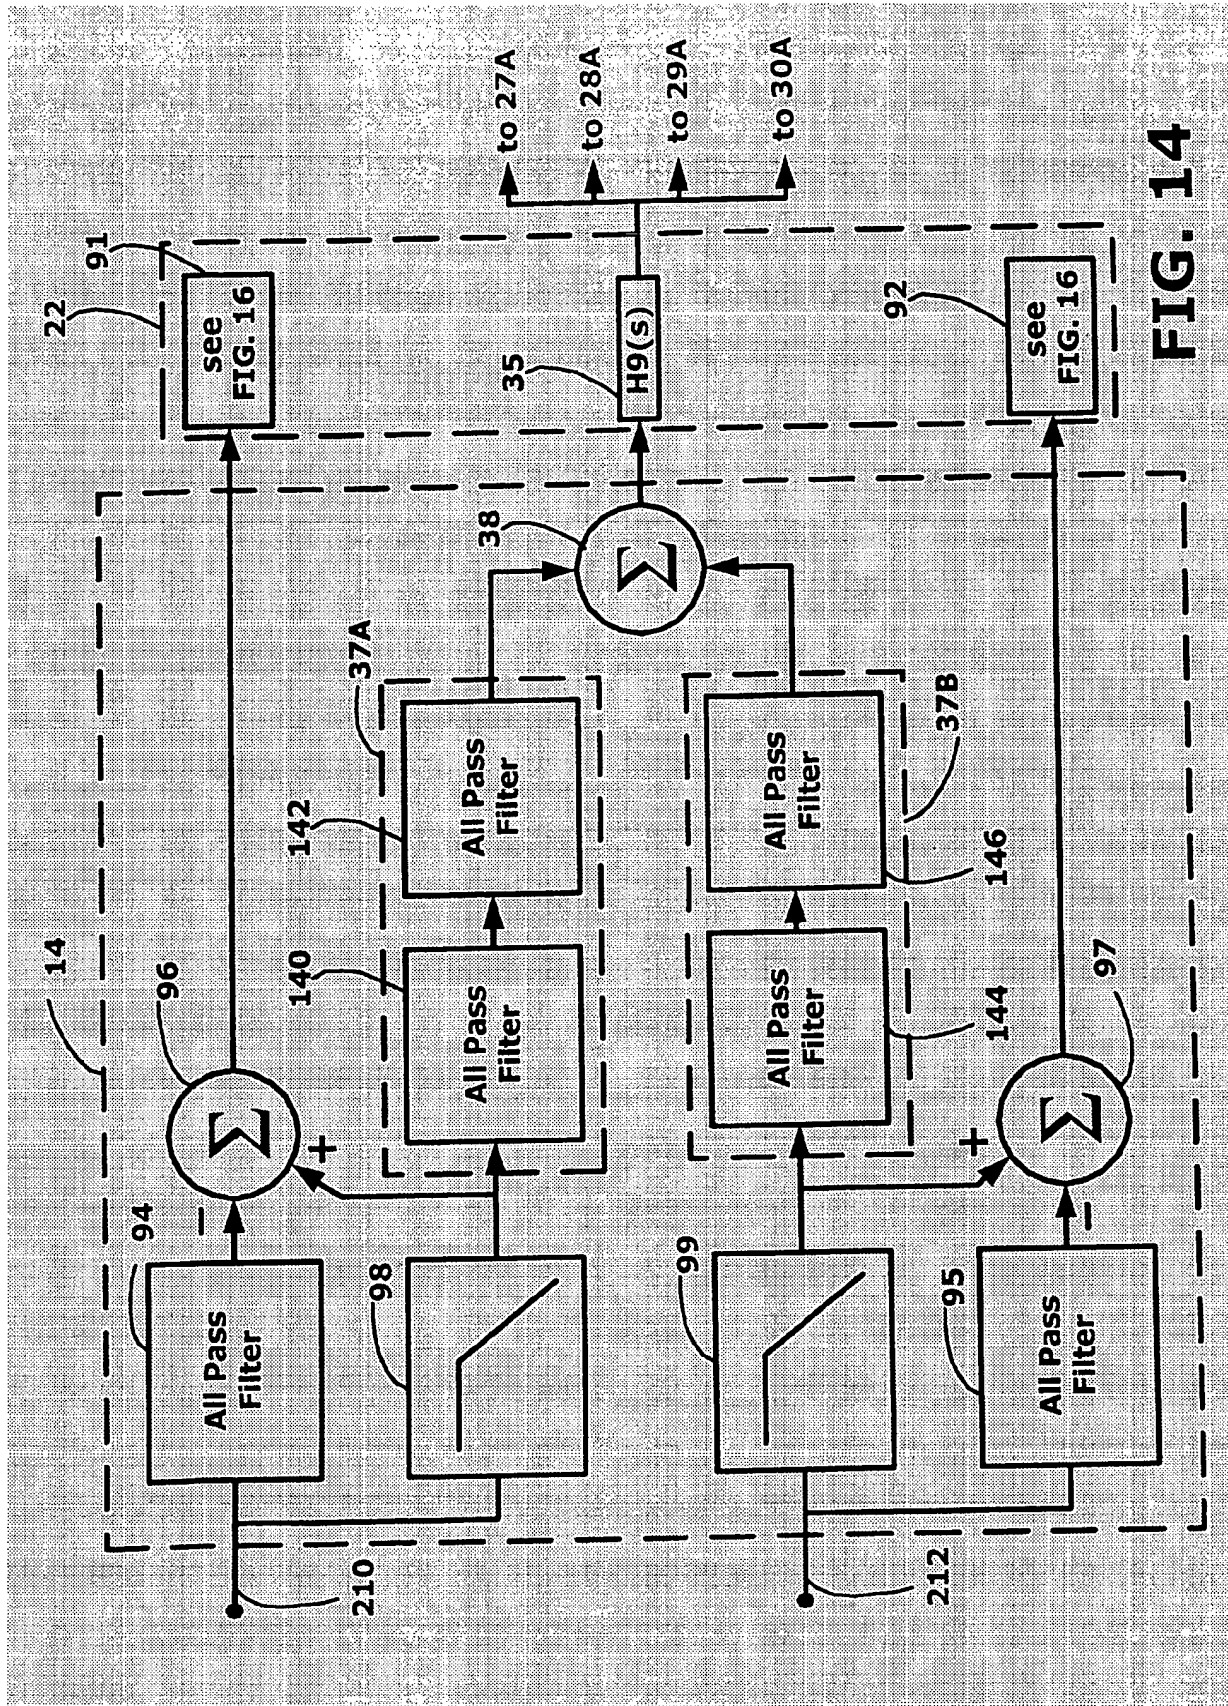 14
22
91
94
96
see
FIG. 16
All Pass
Filter
−
+
Σ
210
98
140
142
37A
All Pass
Filter
All Pass
Filter
38
Σ
35
H9(s)
to 27A
to 28A
to 29A
to 30A
99
All Pass
Filter
All Pass
Filter
144
146
37B
212
95
All Pass
Filter
−
+
Σ
97
92
see
FIG. 16
FIG. 14